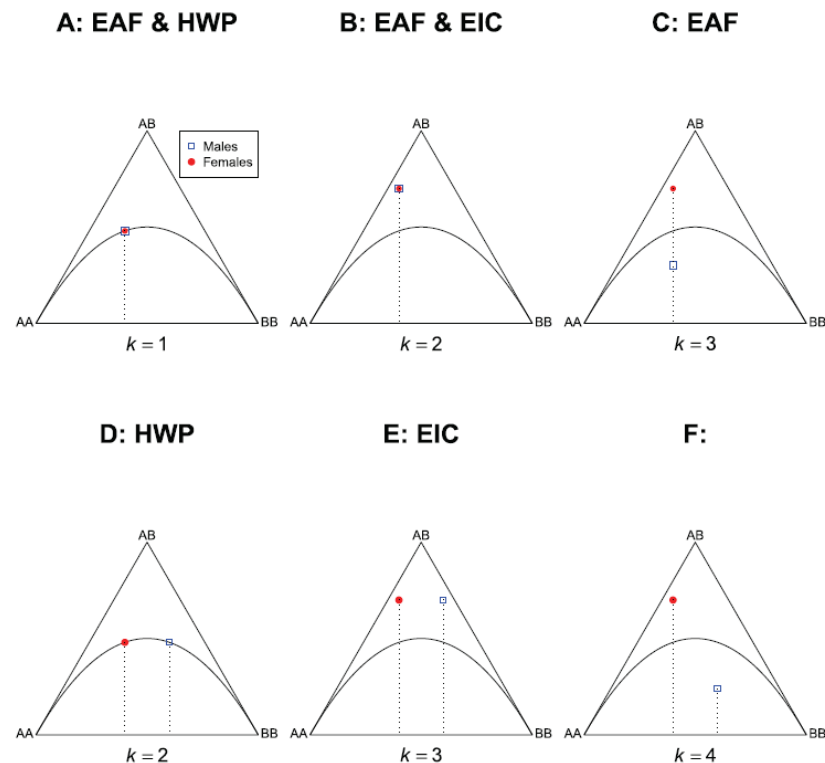 A: EAF & HWP
B: EAF & EIC
C: EAF
AB
Males
Females
AA
BB
k = 1
AB
AA
BB
k = 2
AB
AA
BB
k = 3
D: HWP
E: EIC
F:
AB
AA
BB
k = 2
AB
AA
BB
k = 3
AB
AA
BB
k = 4